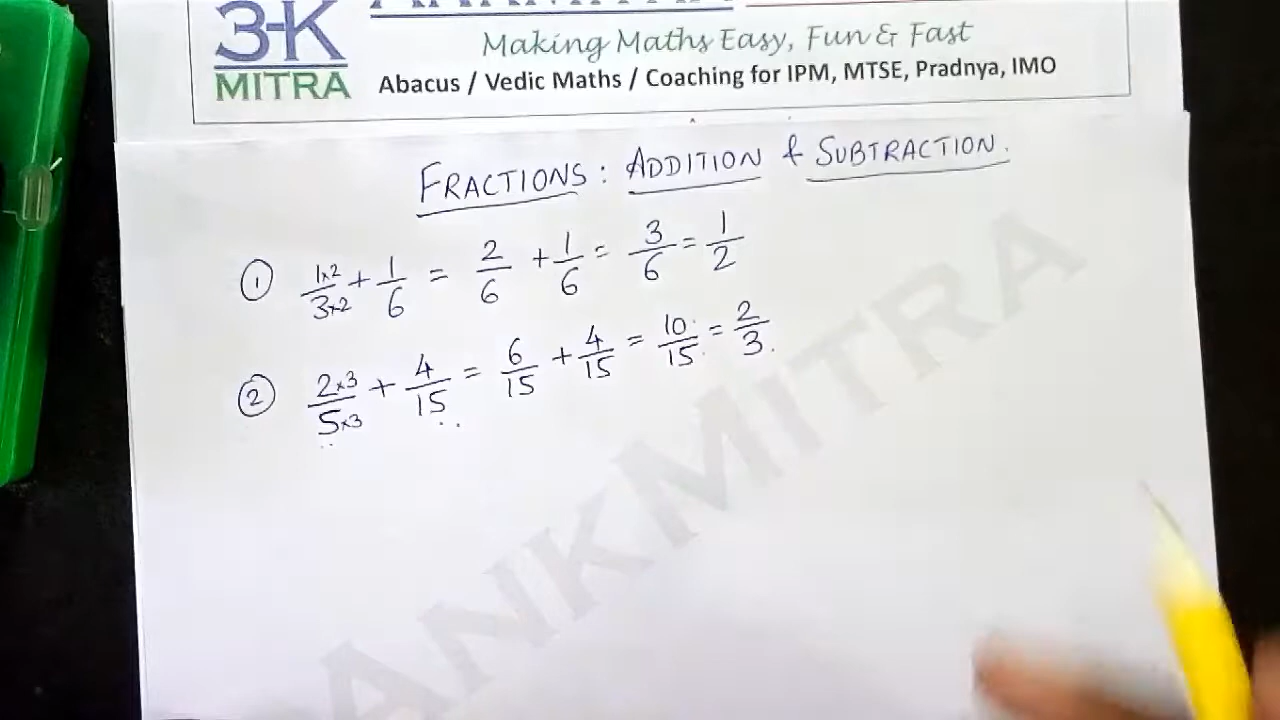 3-K
MITRA
Making Maths Easy, Fun & Fast
Abacus / Vedic Maths / Coaching for IPM, MTSE, Pradnya, IMO
FRACTIONS: ADDITION & SUBTRACTION.
① 1×2/3×2 + 1/6 = 2/6 + 1/6 = 3/6 = 1/2
② 2×3/5×3 + 4/15 = 6/15 + 4/15 = 10/15 = 2/3
ANKMITRA